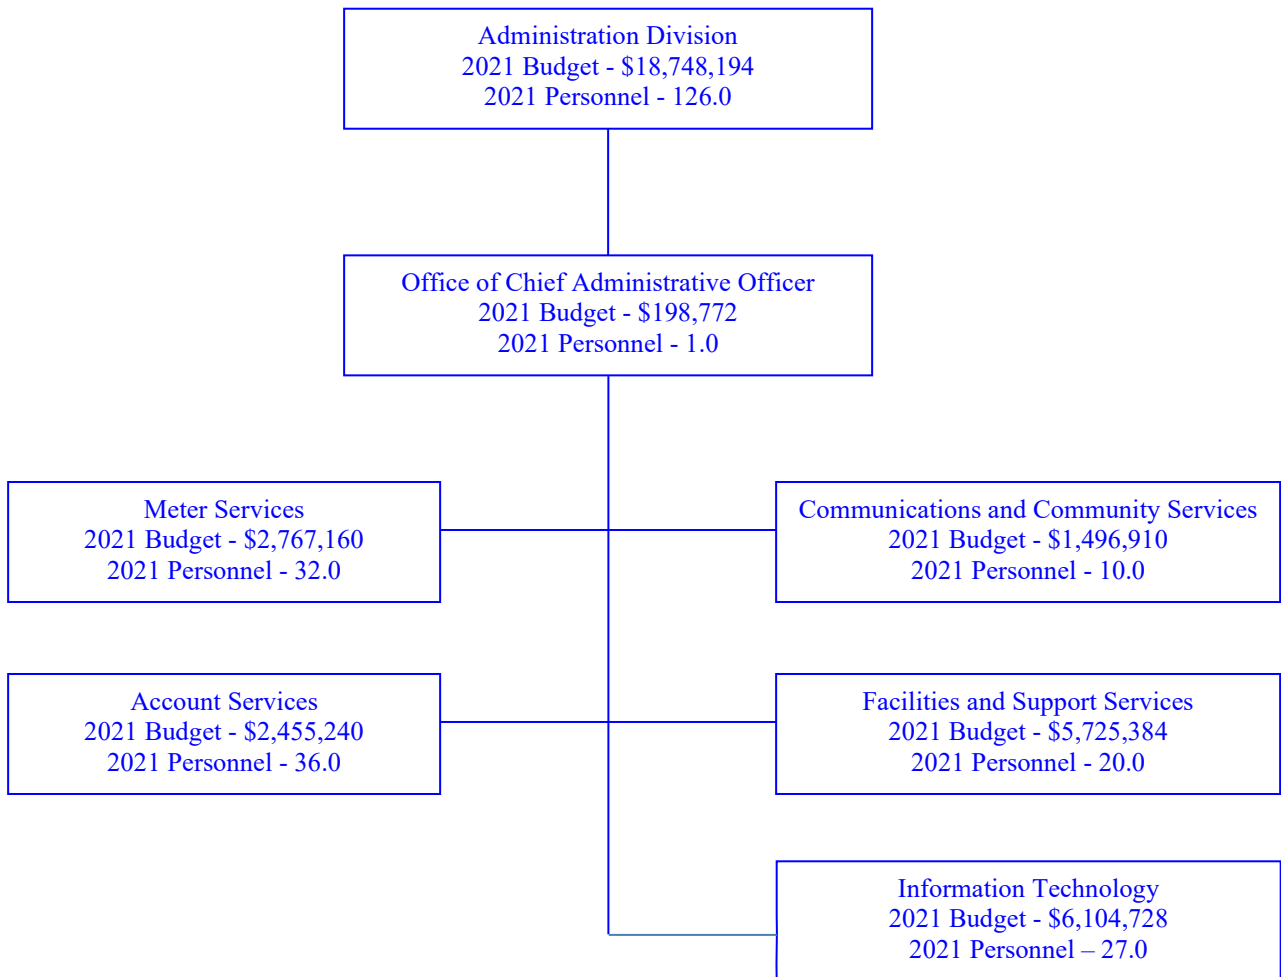 Administration Division
2021 Budget - $18,748,194
2021 Personnel - 126.0
Office of Chief Administrative Officer
2021 Budget - $198,772
2021 Personnel - 1.0
Meter Services
2021 Budget - $2,767,160
2021 Personnel - 32.0
Communications and Community Services
2021 Budget - $1,496,910
2021 Personnel - 10.0
Account Services
2021 Budget - $2,455,240
2021 Personnel - 36.0
Facilities and Support Services
2021 Budget - $5,725,384
2021 Personnel - 20.0
Information Technology
2021 Budget - $6,104,728
2021 Personnel – 27.0